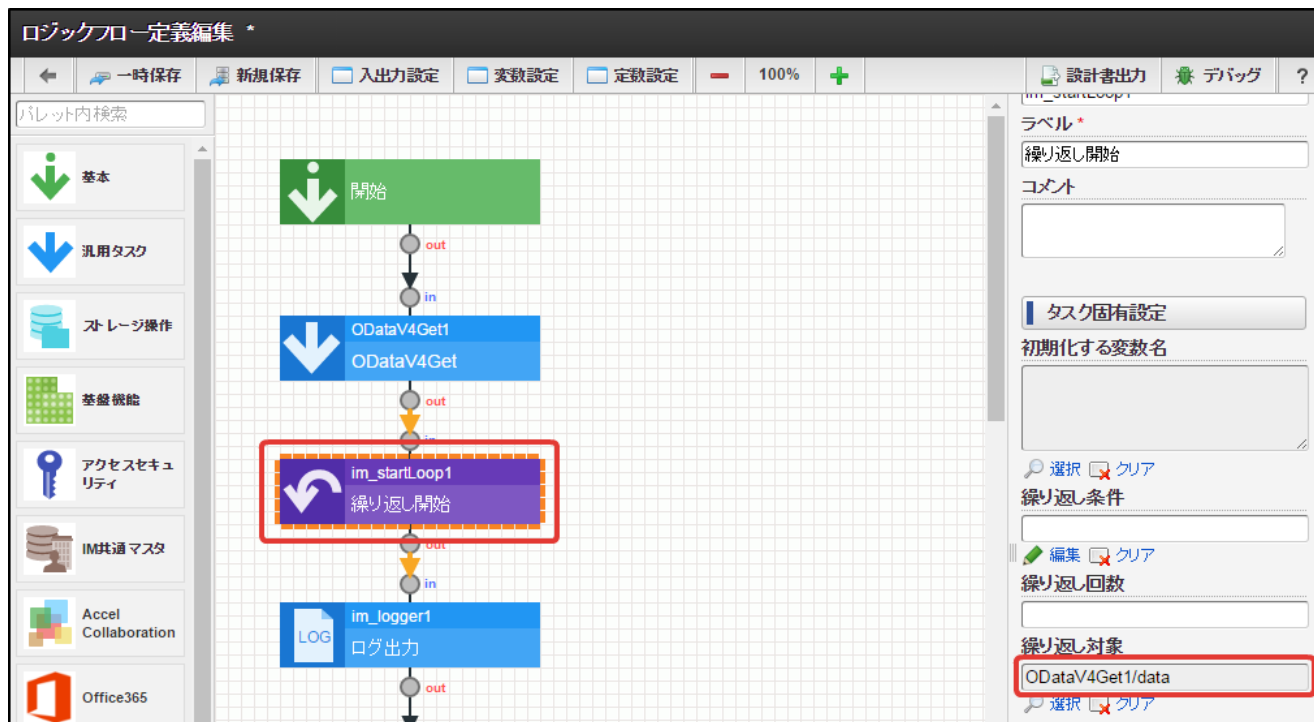 ロジックフロー定義編集 *
一時保存
新規保存
入出力設定
変数設定
定数設定
100%
設計書出力
デバッグ
?
パレット内検索
基本
汎用タスク
ストレージ操作
基盤機能
アクセスセキュ
リティ
IM共通マスタ
Accel
Collaboration
Office365
開始
out
in
ODataV4Get1
ODataV4Get
out
in
im_startLoop1
繰り返し開始
out
in
im_logger1
LOG
ログ出力
out
im_startLoop1
ラベル *
繰り返し開始
コメント
タスク固有設定
初期化する変数名
選択 クリア
繰り返し条件
編集 クリア
繰り返し回数
繰り返し対象
ODataV4Get1/data
選択 クリア